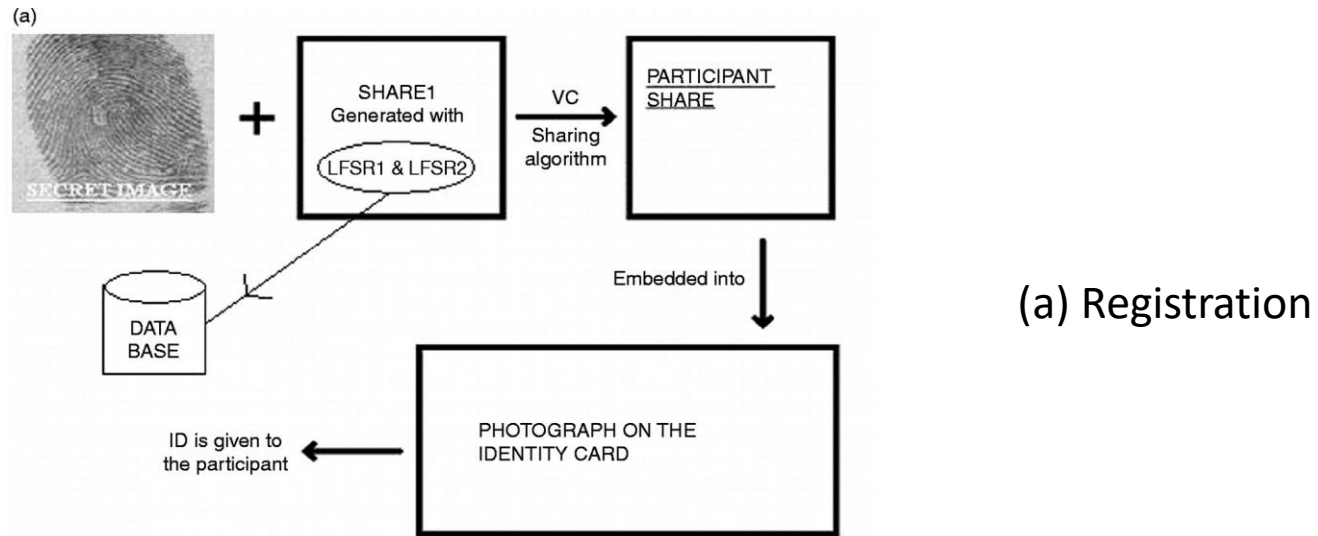 (a)
SECRET IMAGE
+
SHARE1
Generated with
LFSR1 & LFSR2
VC
Sharing
algorithm
PARTICIPANT
SHARE
DATA
BASE
Embedded into
(a) Registration
ID is given to
the participant
PHOTOGRAPH ON THE
IDENTITY CARD